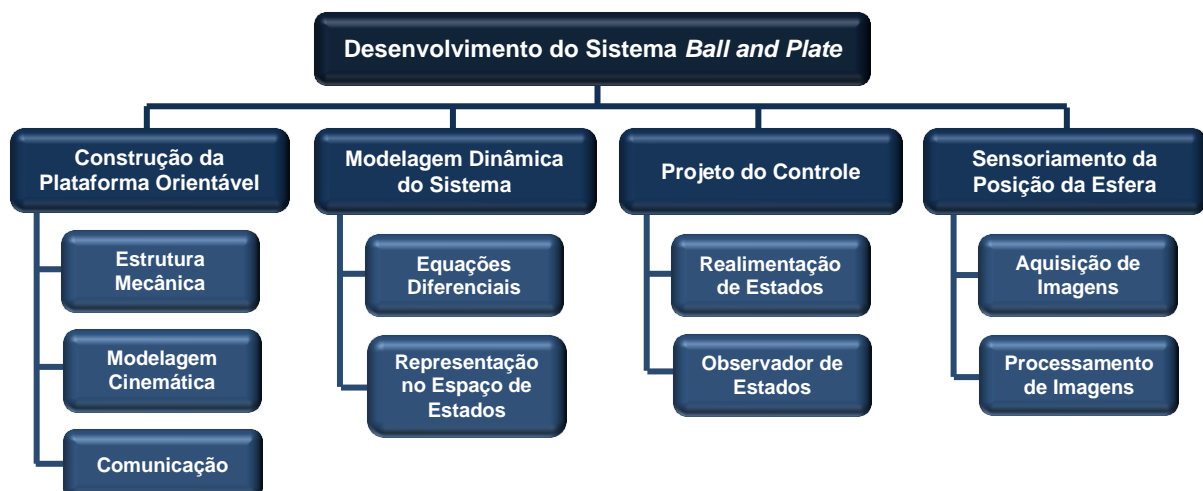 Desenvolvimento do Sistema Ball and Plate
Construção da
Plataforma Orientável
Estrutura
Mecânica
Modelagem
Cinemática
Comunicação
Modelagem Dinâmica
do Sistema
Equações
Diferenciais
Representação
no Espaço de
Estados
Projeto do Controle
Realimentação
de Estados
Observador de
Estados
Sensoriamento da
Posição da Esfera
Aquisição de
Imagens
Processamento
de Imagens